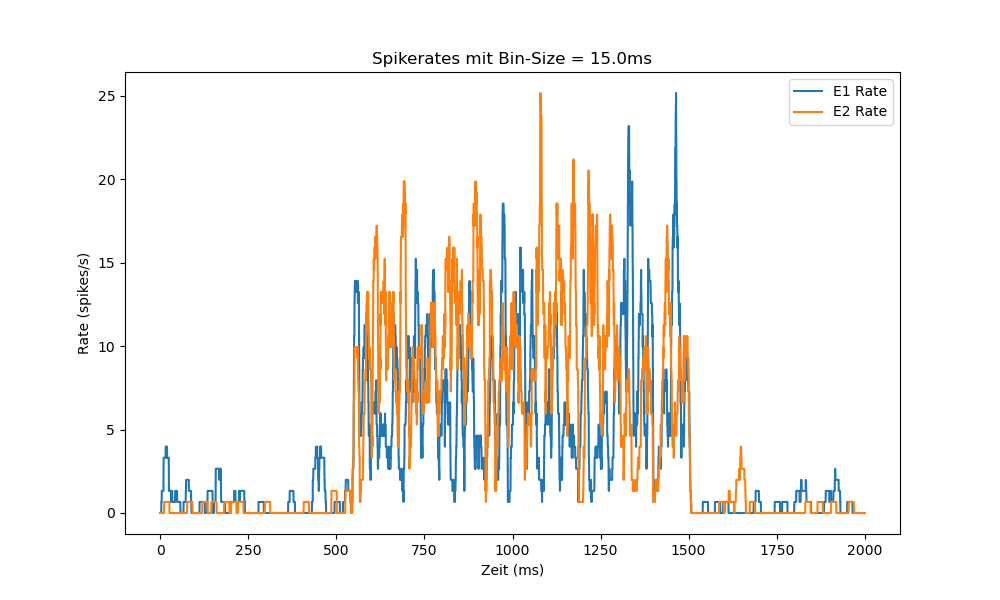 Spikerates mit Bin-Size = 15.0ms
E1 Rate
E2 Rate
Rate (spikes/s)
25
20
15
10
5
0
0 250 500 750 1000 1250 1500 1750 2000
Zeit (ms)